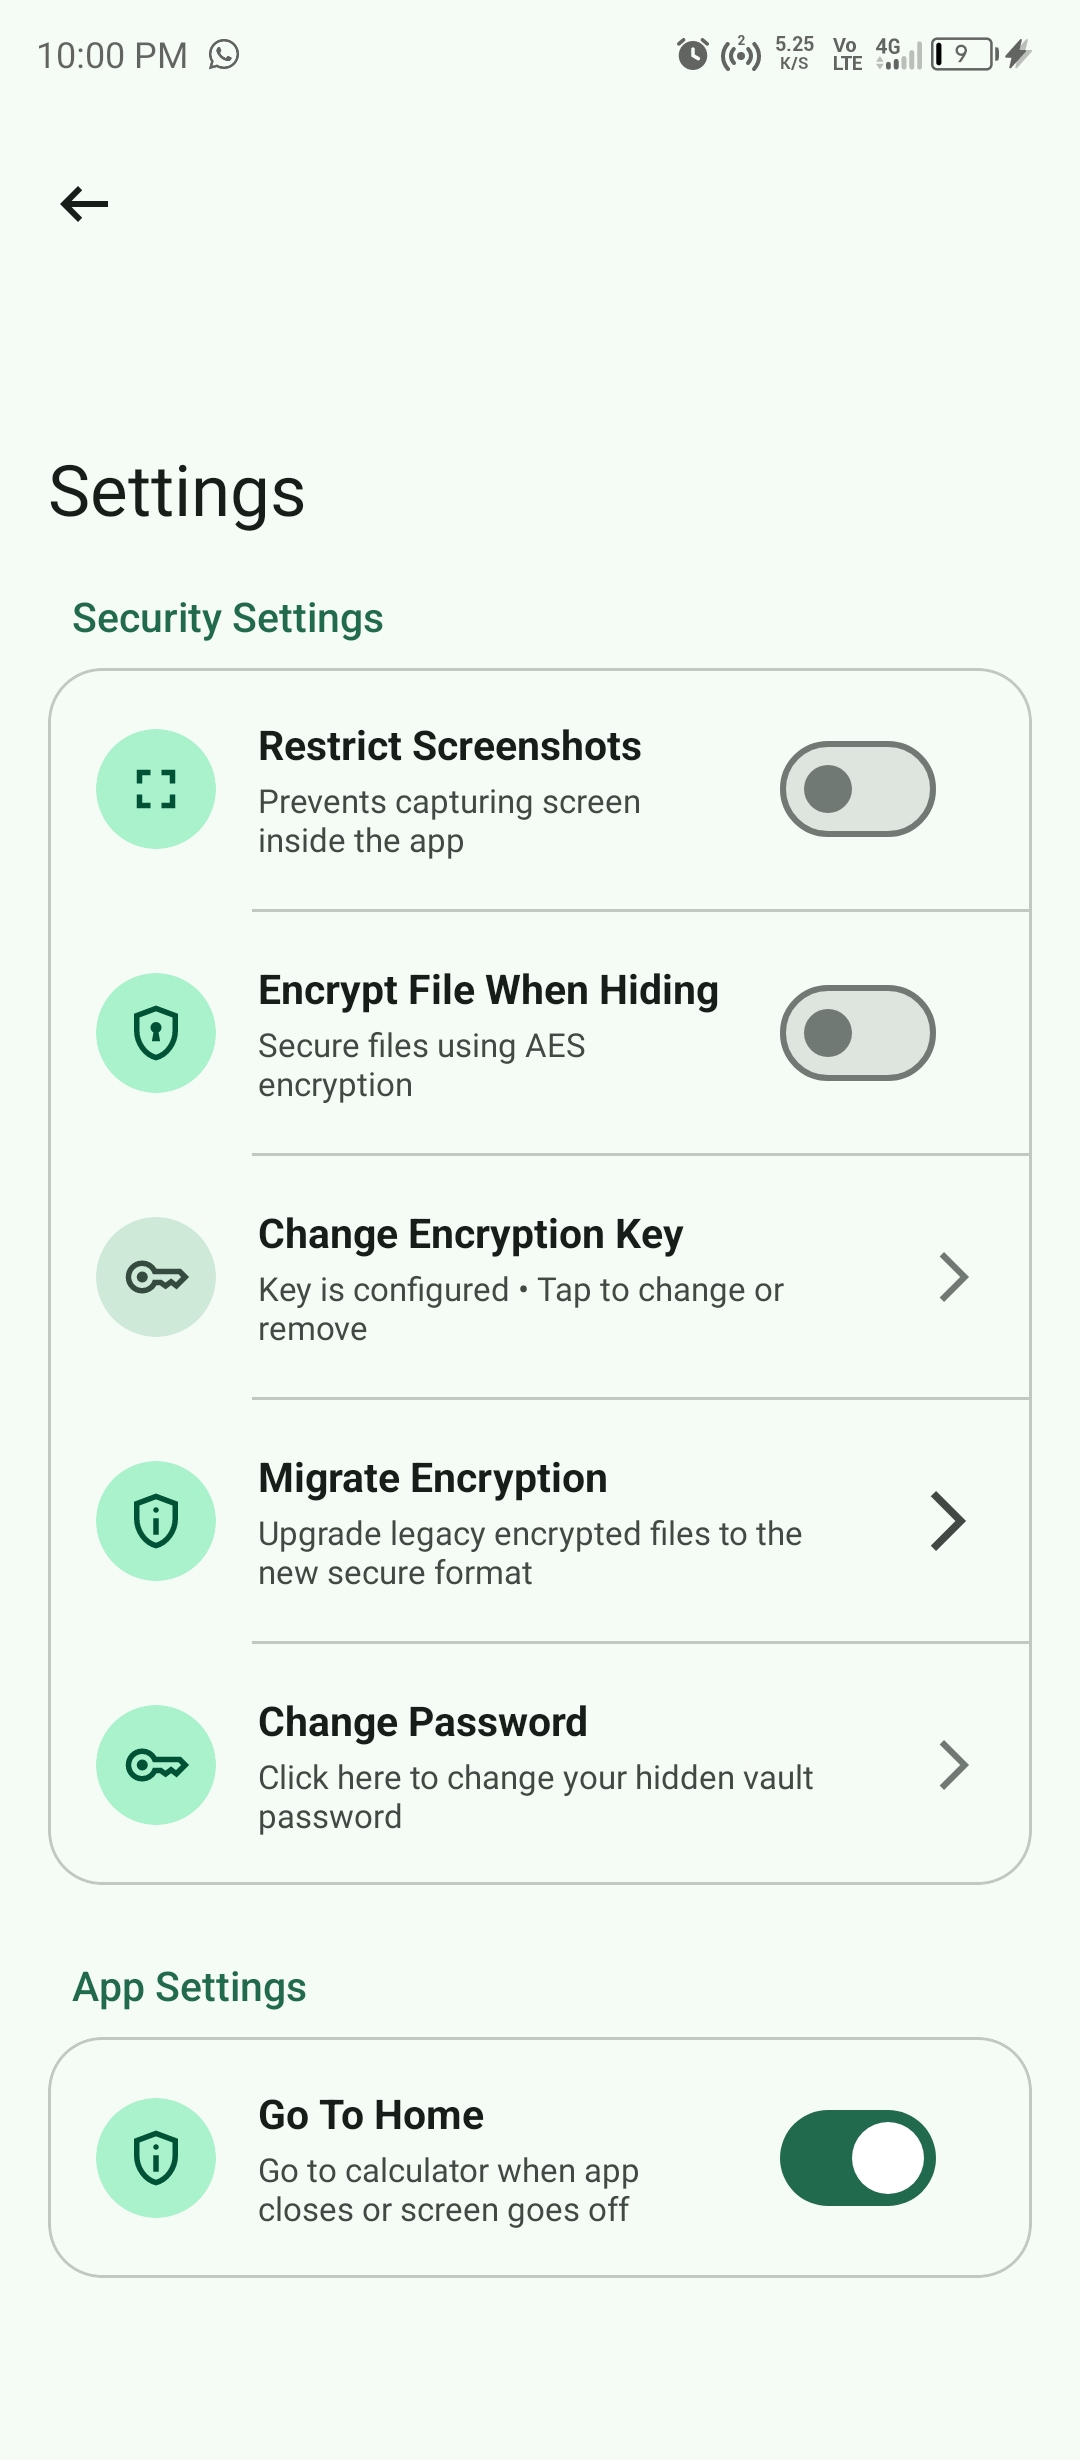 10:00 PM 2 5.25 K/S Vo LTE 4G 9
Settings
Security Settings
Restrict Screenshots
Prevents capturing screen
inside the app
Encrypt File When Hiding
Secure files using AES
encryption
Change Encryption Key
Key is configured • Tap to change or
remove
Migrate Encryption
Upgrade legacy encrypted files to the
new secure format
Change Password
Click here to change your hidden vault
password
App Settings
Go To Home
Go to calculator when app
closes or screen goes off